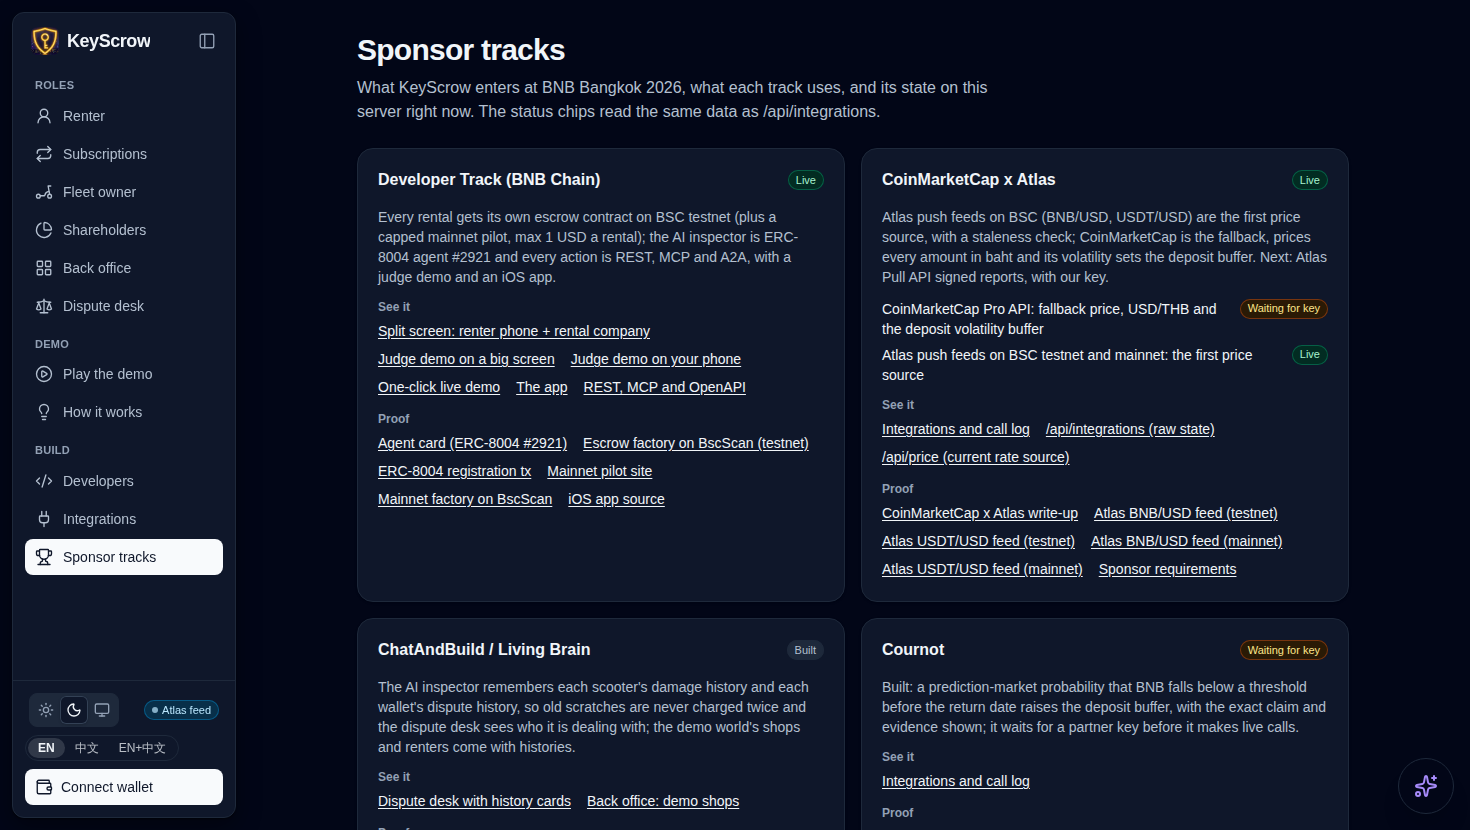 KeyScrow
ROLES
Renter
Subscriptions
Fleet owner
Shareholders
Back office
Dispute desk
DEMO
Play the demo
How it works
BUILD
Developers
Integrations
Sponsor tracks
Atlas feed
EN 中文 EN+中文
Connect wallet
Sponsor tracks
What KeyScrow enters at BNB Bangkok 2026, what each track uses, and its state on this
server right now. The status chips read the same data as /api/integrations.
Developer Track (BNB Chain) Live
Every rental gets its own escrow contract on BSC testnet (plus a
capped mainnet pilot, max 1 USD a rental); the AI inspector is ERC-
8004 agent #2921 and every action is REST, MCP and A2A, with a
judge demo and an iOS app.
See it
Split screen: renter phone + rental company
Judge demo on a big screen Judge demo on your phone
One-click live demo The app REST, MCP and OpenAPI
Proof
Agent card (ERC-8004 #2921) Escrow factory on BscScan (testnet)
ERC-8004 registration tx Mainnet pilot site
Mainnet factory on BscScan iOS app source
CoinMarketCap x Atlas Live
Atlas push feeds on BSC (BNB/USD, USDT/USD) are the first price
source, with a staleness check; CoinMarketCap is the fallback, prices
every amount in baht and its volatility sets the deposit buffer. Next: Atlas
Pull API signed reports, with our key.
CoinMarketCap Pro API: fallback price, USD/THB and Waiting for key
the deposit volatility buffer
Atlas push feeds on BSC testnet and mainnet: the first price Live
source
See it
Integrations and call log /api/integrations (raw state)
/api/price (current rate source)
Proof
CoinMarketCap x Atlas write-up Atlas BNB/USD feed (testnet)
Atlas USDT/USD feed (testnet) Atlas BNB/USD feed (mainnet)
Atlas USDT/USD feed (mainnet) Sponsor requirements
ChatAndBuild / Living Brain Built
The AI inspector remembers each scooter's damage history and each
wallet's dispute history, so old scratches are never charged twice and
the dispute desk sees who it is dealing with; the demo world's shops
and renters come with histories.
See it
Dispute desk with history cards Back office: demo shops
Cournot Waiting for key
Built: a prediction-market probability that BNB falls below a threshold
before the return date raises the deposit buffer, with the exact claim and
evidence shown; it waits for a partner key before it makes live calls.
See it
Integrations and call log
Proof